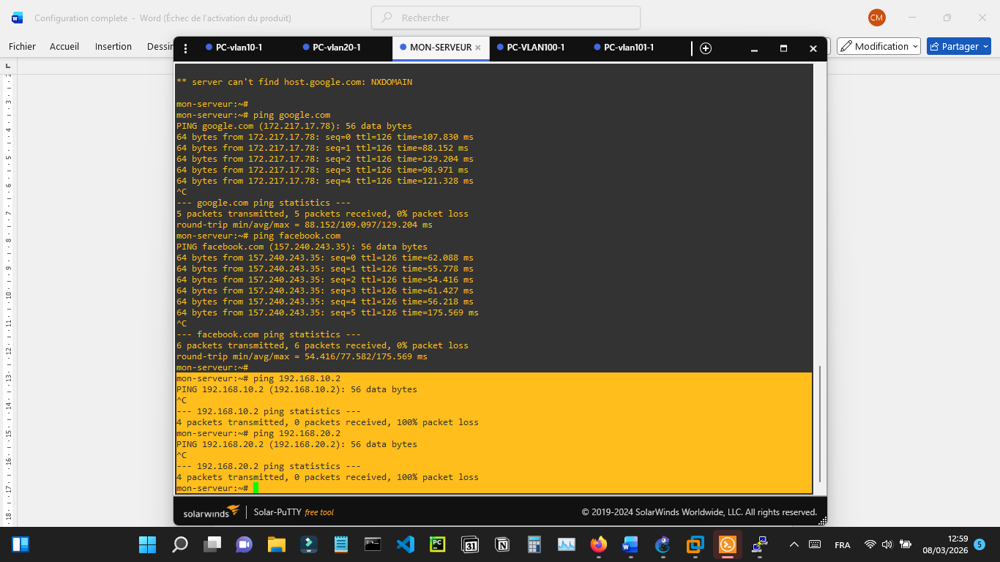 Configuration complete - Word (Échec de l'activation du produit)
Rechercher
CM
Fichier Accueil Insertion Dessin
Modification Partager
PC-vlan10-1 PC-vlan20-1 MON-SERVEUR PC-VLAN100-1 PC-vlan101-1
** server can't find host.google.com: NXDOMAIN
mon-serveur:~#
mon-serveur:~# ping google.com
PING google.com (172.217.17.78): 56 data bytes
64 bytes from 172.217.17.78: seq=0 ttl=126 time=107.830 ms
64 bytes from 172.217.17.78: seq=1 ttl=126 time=88.152 ms
64 bytes from 172.217.17.78: seq=2 ttl=126 time=129.204 ms
64 bytes from 172.217.17.78: seq=3 ttl=126 time=98.971 ms
64 bytes from 172.217.17.78: seq=4 ttl=126 time=121.328 ms
^C
--- google.com ping statistics ---
5 packets transmitted, 5 packets received, 0% packet loss
round-trip min/avg/max = 88.152/109.097/129.204 ms
mon-serveur:~# ping facebook.com
PING facebook.com (157.240.243.35): 56 data bytes
64 bytes from 157.240.243.35: seq=0 ttl=126 time=62.088 ms
64 bytes from 157.240.243.35: seq=1 ttl=126 time=55.778 ms
64 bytes from 157.240.243.35: seq=2 ttl=126 time=54.416 ms
64 bytes from 157.240.243.35: seq=3 ttl=126 time=61.427 ms
64 bytes from 157.240.243.35: seq=4 ttl=126 time=56.218 ms
64 bytes from 157.240.243.35: seq=5 ttl=126 time=175.569 ms
^C
--- facebook.com ping statistics ---
6 packets transmitted, 6 packets received, 0% packet loss
round-trip min/avg/max = 54.416/77.582/175.569 ms
mon-serveur:~#
mon-serveur:~# ping 192.168.10.2
PING 192.168.10.2 (192.168.10.2): 56 data bytes
^C
--- 192.168.10.2 ping statistics ---
4 packets transmitted, 0 packets received, 100% packet loss
mon-serveur:~# ping 192.168.20.2
PING 192.168.20.2 (192.168.20.2): 56 data bytes
^C
--- 192.168.20.2 ping statistics ---
4 packets transmitted, 0 packets received, 100% packet loss
mon-serveur:~#
solarwinds Solar-PuTTY free tool © 2019-2024 SolarWinds Worldwide, LLC. All rights reserved.
FRA
12:59
08/03/2026
5